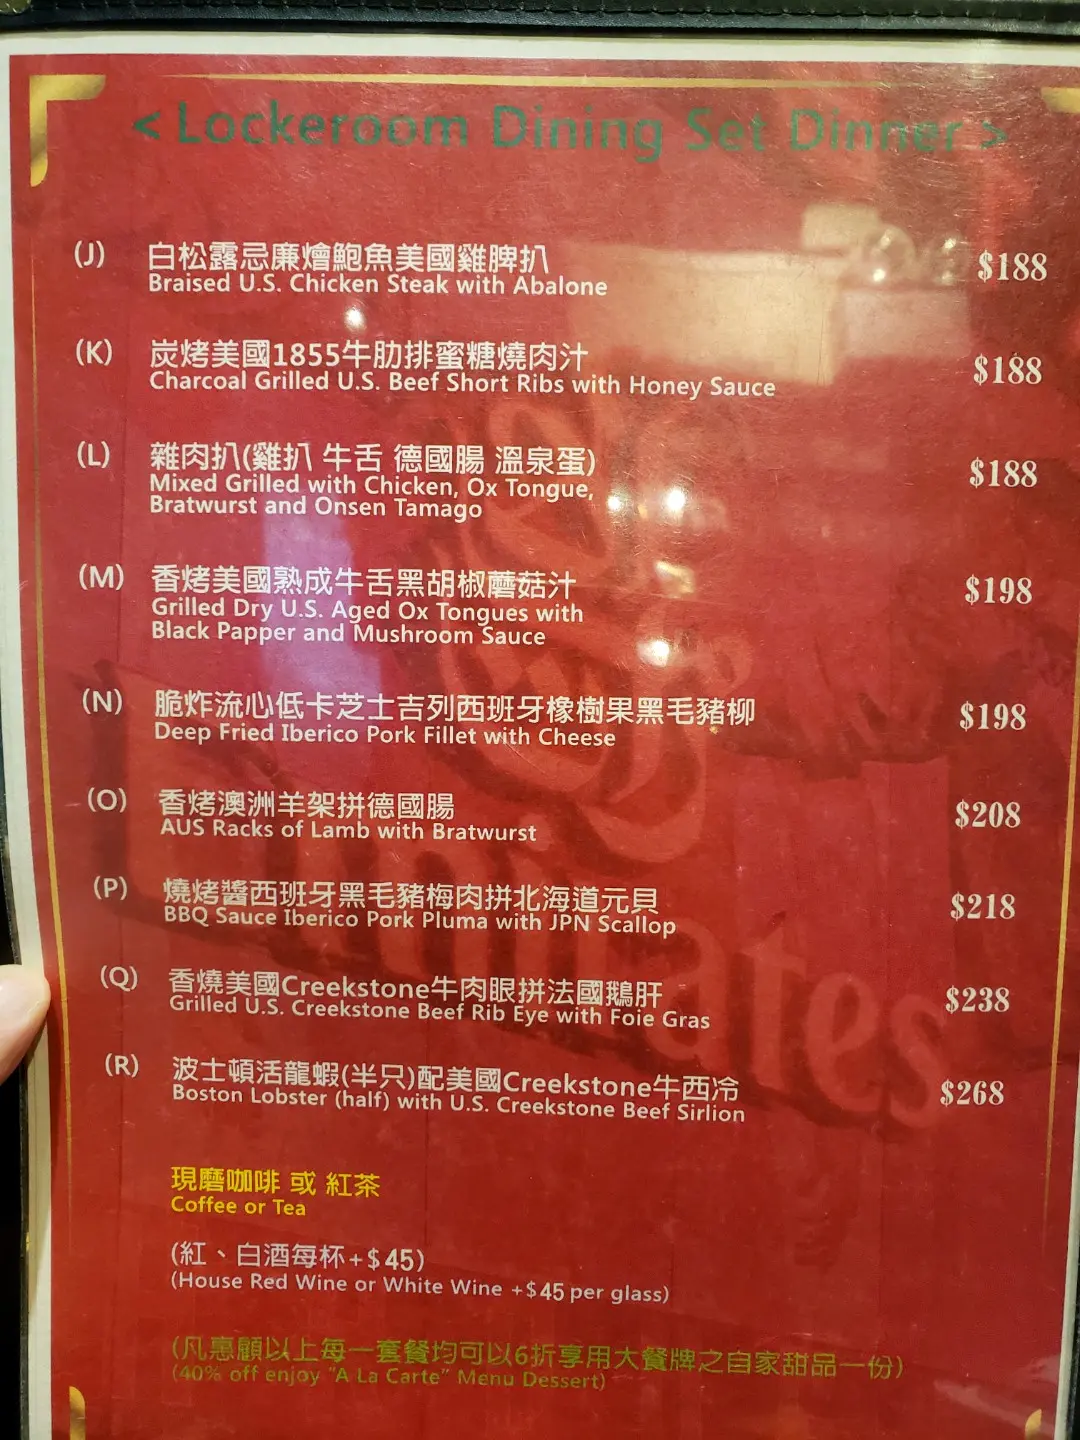 < Lockeroom Dining Set Dinner >
(J) 白松露忌廉燴鮑魚美國雞脾扒 $188
Braised U.S. Chicken Steak with Abalone
(K) 炭烤美國1855牛肋排蜜糖燒肉汁 $188
Charcoal Grilled U.S. Beef Short Ribs with Honey Sauce
(L) 雜肉扒(雞扒 牛舌 德國腸 溫泉蛋) $188
Mixed Grilled with Chicken, Ox Tongue,
Bratwurst and Onsen Tamago
(M) 香烤美國熟成牛舌黑胡椒蘑菇汁 $198
Grilled Dry U.S. Aged Ox Tongues with
Black Papper and Mushroom Sauce
(N) 脆炸流心低卡芝士吉列西班牙橡樹果黑毛豬柳 $198
Deep Fried Iberico Pork Fillet with Cheese
(O) 香烤澳洲羊架拼德國腸 $208
AUS Racks of Lamb with Bratwurst
(P) 燒烤醬西班牙黑毛豬梅肉拼北海道元貝 $218
BBQ Sauce Iberico Pork Pluma with JPN Scallop
(Q) 香燒美國Creekstone牛肉眼拼法國鵝肝 $238
Grilled U.S. Creekstone Beef Rib Eye with Foie Gras
(R) 波士頓活龍蝦(半只)配美國Creekstone牛西冷 $268
Boston Lobster (half) with U.S. Creekstone Beef Sirlion
現磨咖啡 或 紅茶
Coffee or Tea
(紅、白酒每杯+$45)
(House Red Wine or White Wine +$45 per glass)
(凡惠顧以上每一套餐均可以6折享用大餐牌之自家甜品一份)
(40% off enjoy "A La Carte" Menu Dessert)